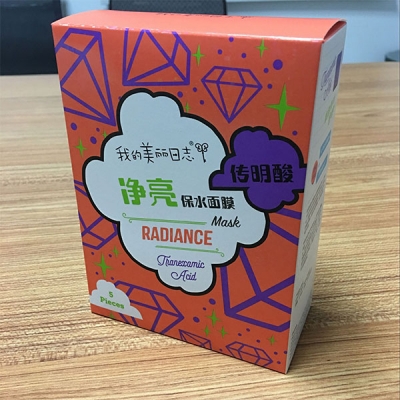 我的美丽日志®
传明酸
净亮
保水面膜
Mask
RADIANCE
Tranexamic
Acid
5
Pieces